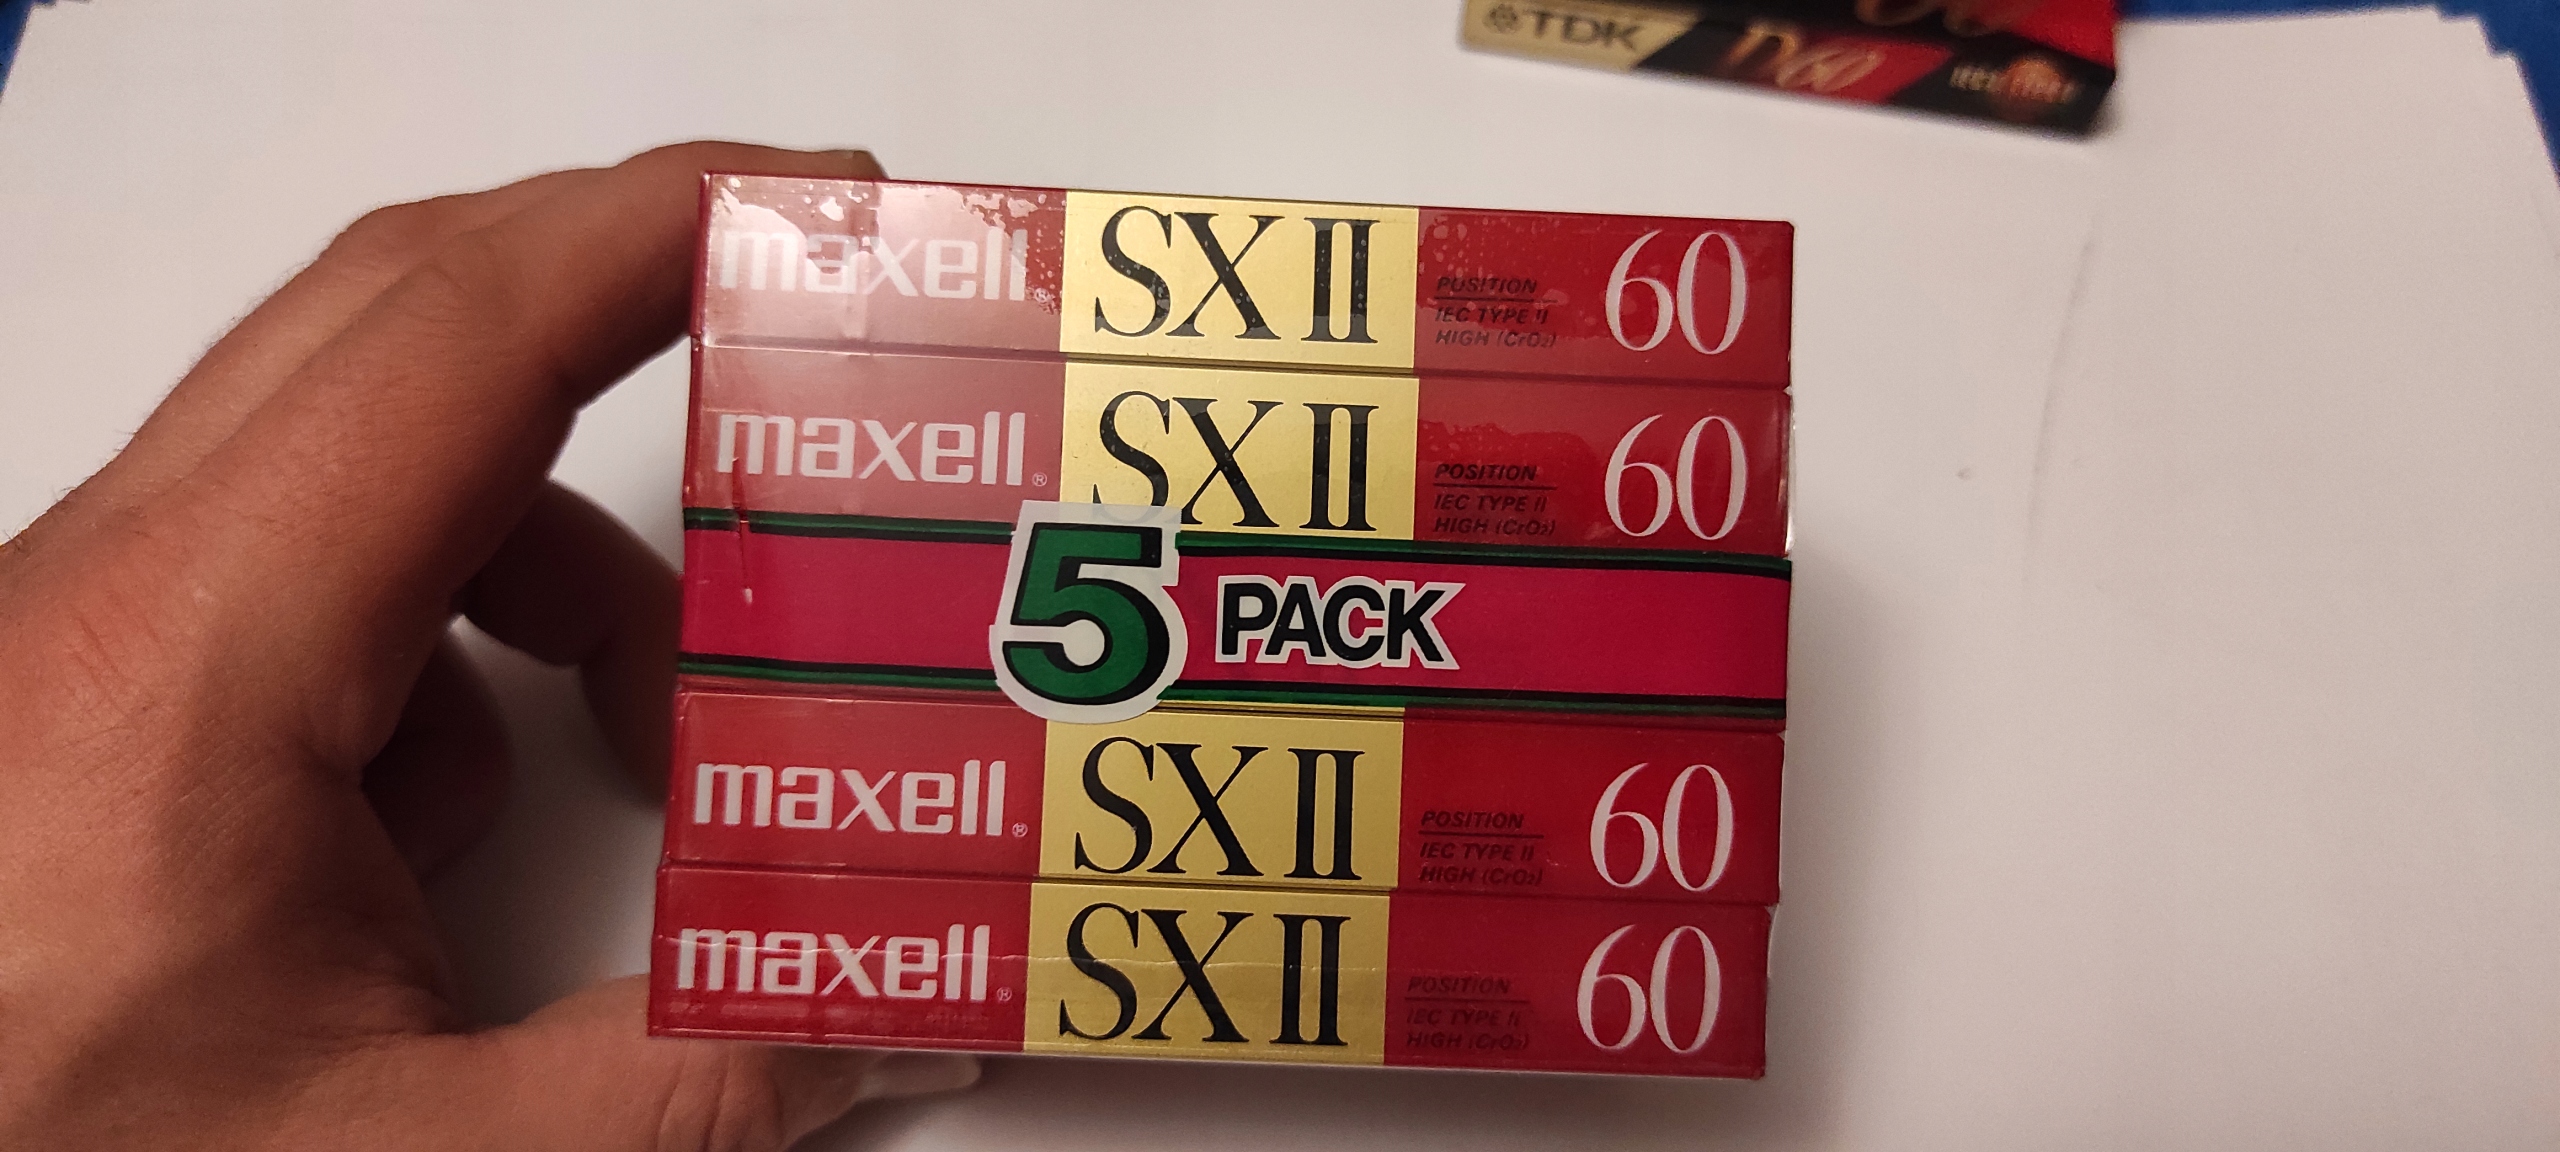 TDK D60
maxell® SX II POSITION 60
IEC TYPE II
HIGH (CrO₂)
maxell® SX II POSITION 60
IEC TYPE II
HIGH (CrO₂)
5 PACK
maxell® SX II POSITION 60
IEC TYPE II
HIGH (CrO₂)
maxell® SX II POSITION 60
IEC TYPE II
HIGH (CrO₂)